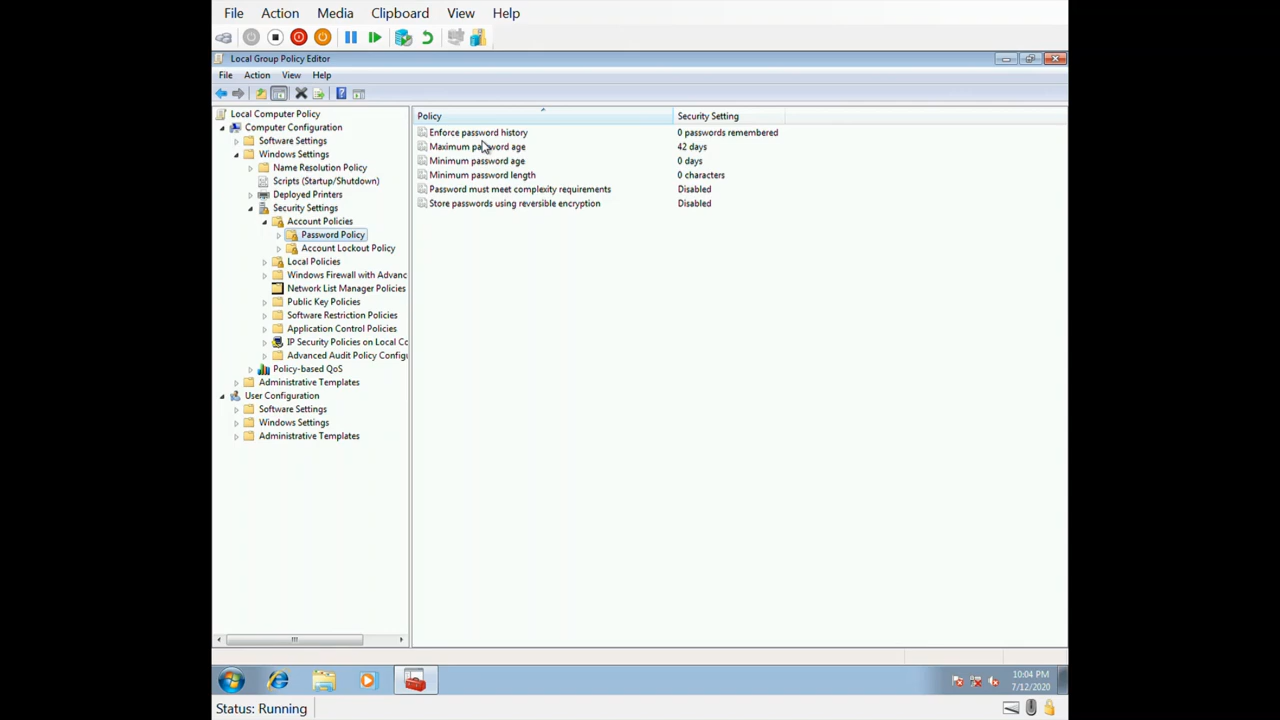 File Action Media Clipboard View Help
Local Group Policy Editor
File Action View Help
Local Computer Policy
Computer Configuration
Software Settings
Windows Settings
Name Resolution Policy
Scripts (Startup/Shutdown)
Deployed Printers
Security Settings
Account Policies
Password Policy
Account Lockout Policy
Local Policies
Windows Firewall with Advanc
Network List Manager Policies
Public Key Policies
Software Restriction Policies
Application Control Policies
IP Security Policies on Local Co
Advanced Audit Policy Configu
Policy-based QoS
Administrative Templates
User Configuration
Software Settings
Windows Settings
Administrative Templates
Policy Security Setting
Enforce password history 0 passwords remembered
Maximum password age 42 days
Minimum password age 0 days
Minimum password length 0 characters
Password must meet complexity requirements Disabled
Store passwords using reversible encryption Disabled
10:04 PM
7/12/2020
Status: Running